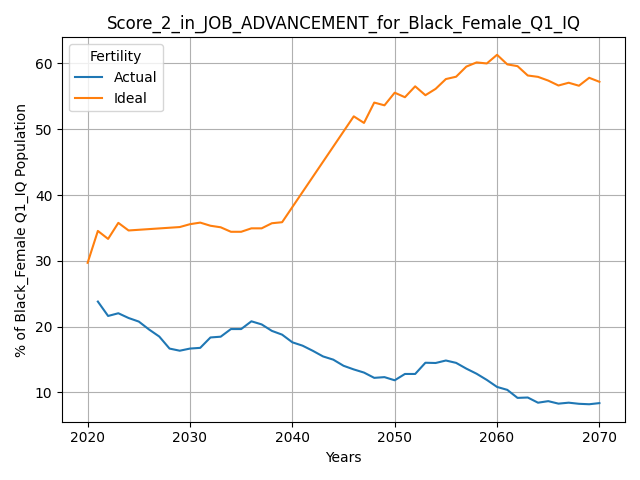 Score_2_in_JOB_ADVANCEMENT_for_Black_Female_Q1_IQ
Fertility
Actual
Ideal
% of Black_Female Q1_IQ Population
60
50
40
30
20
10
2020
2030
2040
2050
2060
2070
Years